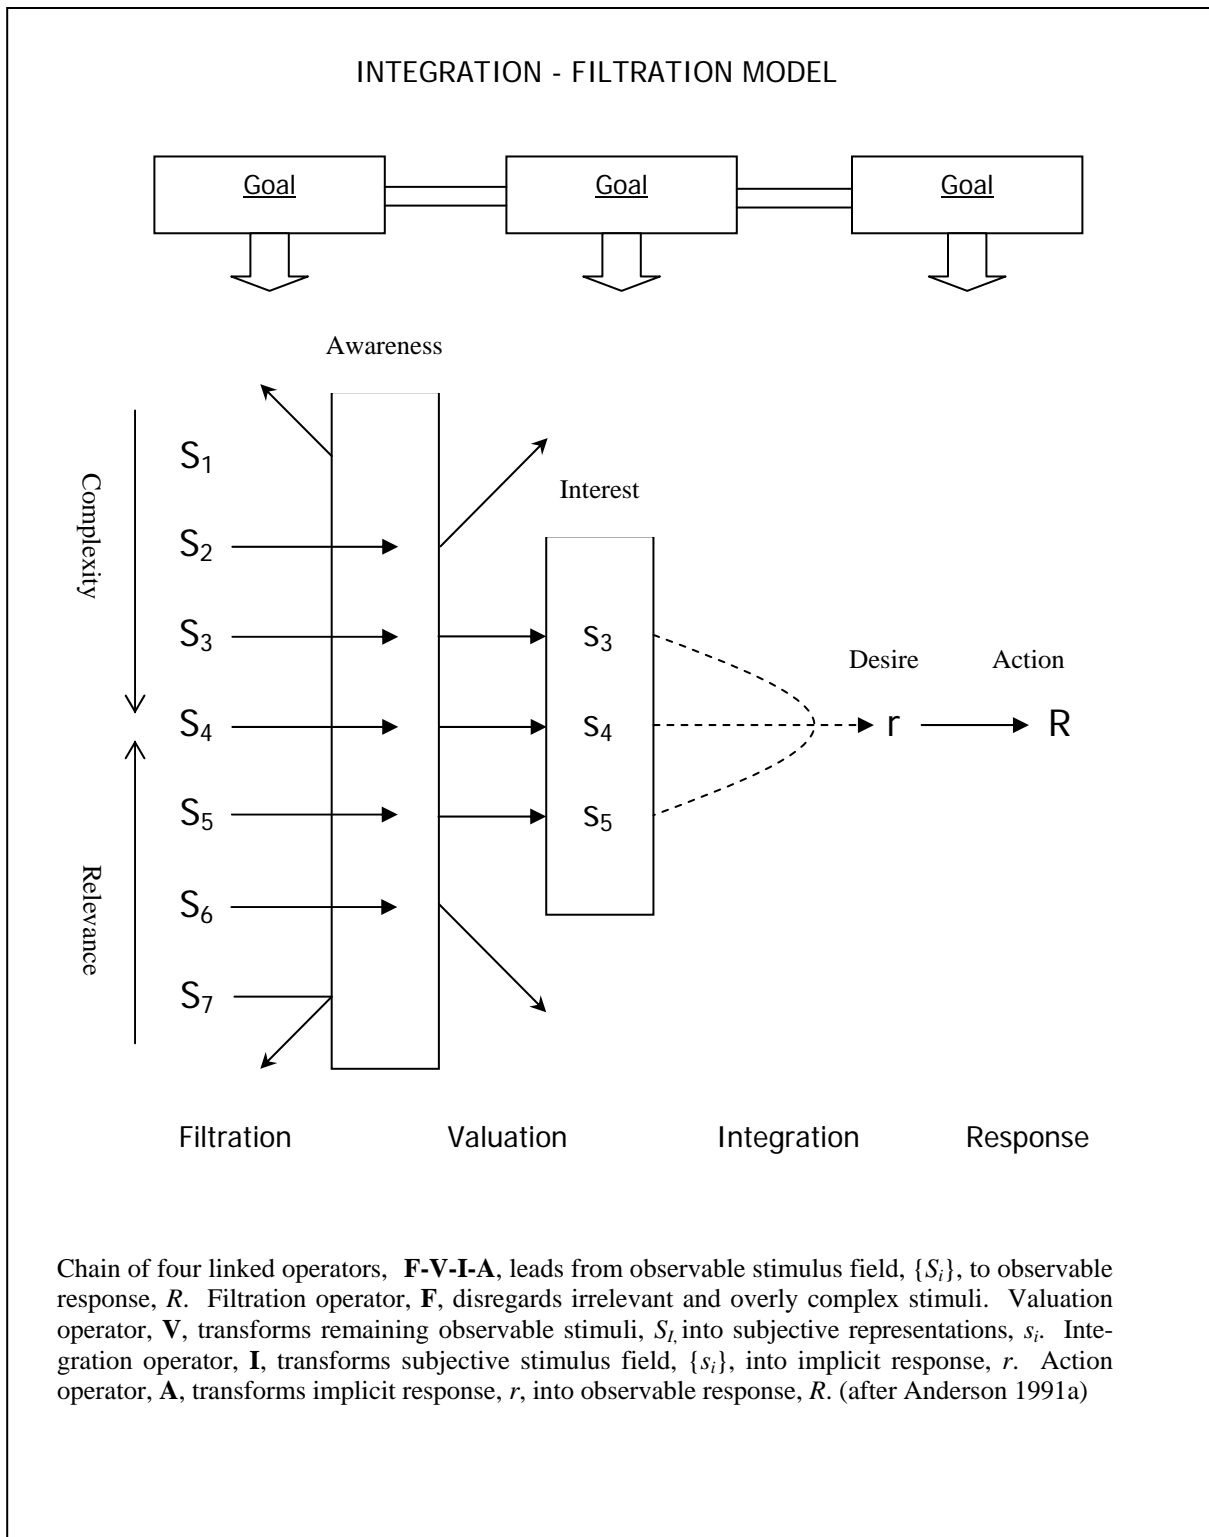 INTEGRATION - FILTRATION MODEL
Goal Goal Goal
Awareness
Interest
Complexity
Relevance
S1
S2
S3
S4
S5
S6
S7
s3
s4
s5
Desire Action
r R
Filtration Valuation Integration Response
Chain of four linked operators, F-V-I-A, leads from observable stimulus field, {Si}, to observable
response, R. Filtration operator, F, disregards irrelevant and overly complex stimuli. Valuation
operator, V, transforms remaining observable stimuli, SI, into subjective representations, si. Inte-
gration operator, I, transforms subjective stimulus field, {si}, into implicit response, r. Action
operator, A, transforms implicit response, r, into observable response, R. (after Anderson 1991a)